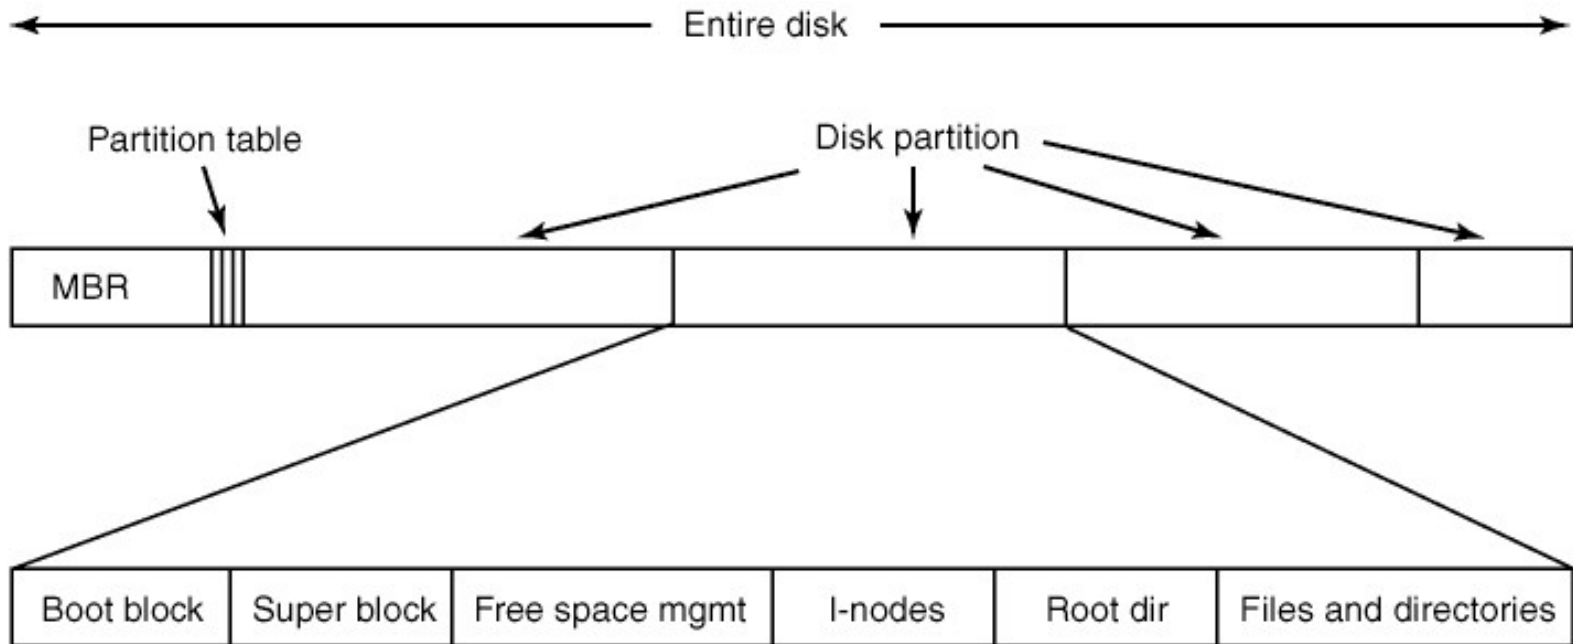 Entire disk
Partition table
Disk partition
MBR
Boot block
Super block
Free space mgmt
I-nodes
Root dir
Files and directories